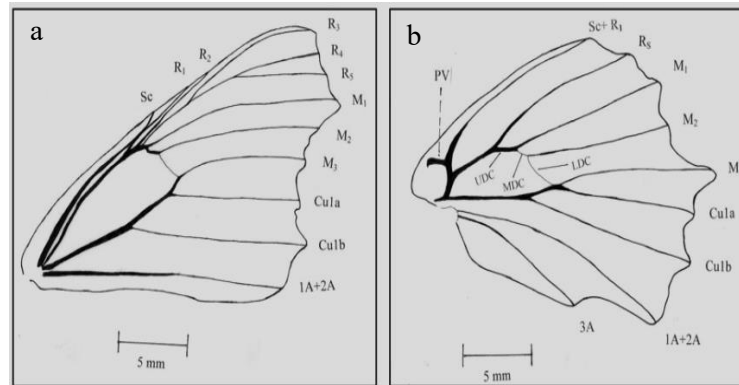 a
R₃
R₂
R₄
R₁
R₅
Sc
M₁
M₂
M₃
Cu1a
Cu1b
1A+2A
5 mm
b
Sc+ R₁
Rs
PV
M₁
M₂
UDC
MDC
LDC
M
Cu1a
Cu1b
3A
1A+2A
5 mm